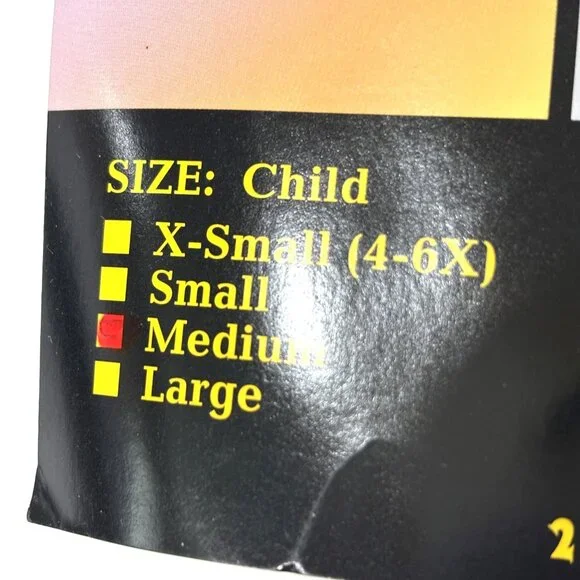 SIZE: Child
X-Small (4-6X)
Small
Medium
Large
2